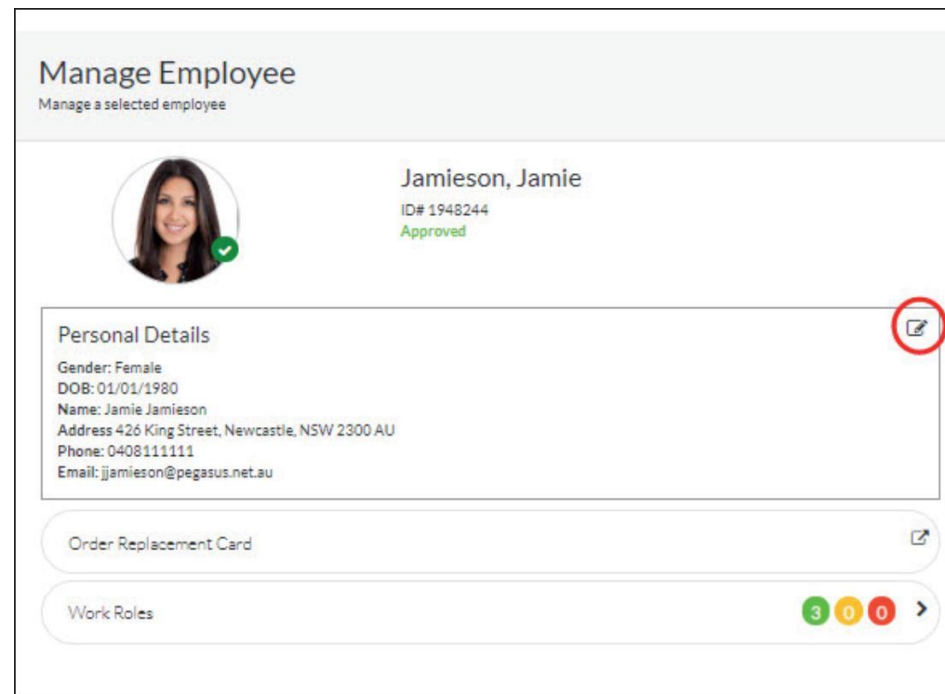 Manage Employee
Manage a selected employee
Jamieson, Jamie
ID# 1948244
Approved
Personal Details
Gender: Female
DOB: 01/01/1980
Name: Jamie Jamieson
Address 426 King Street, Newcastle, NSW 2300 AU
Phone: 0408111111
Email: jjamieson@pegasus.net.au
Order Replacement Card
Work Roles 3 0 0